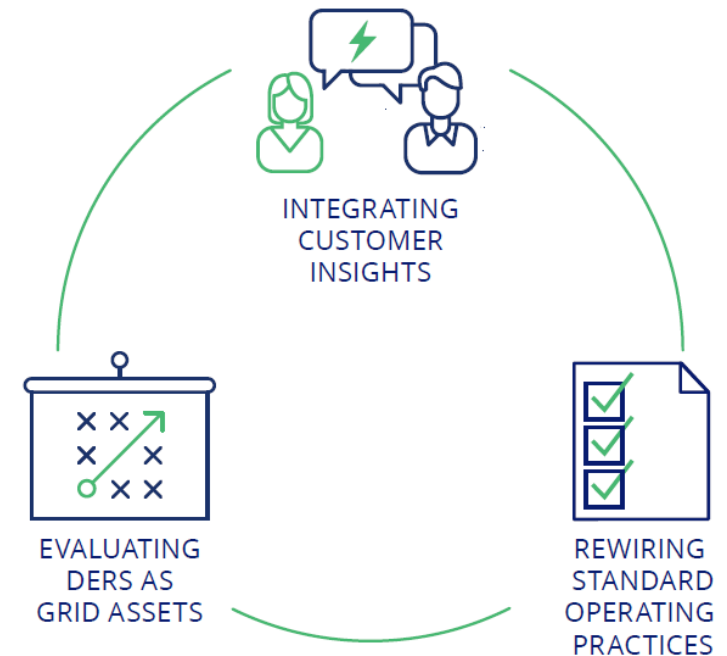 INTEGRATING
CUSTOMER
INSIGHTS
EVALUATING
DERS AS
GRID ASSETS
REWIRING
STANDARD
OPERATING
PRACTICES